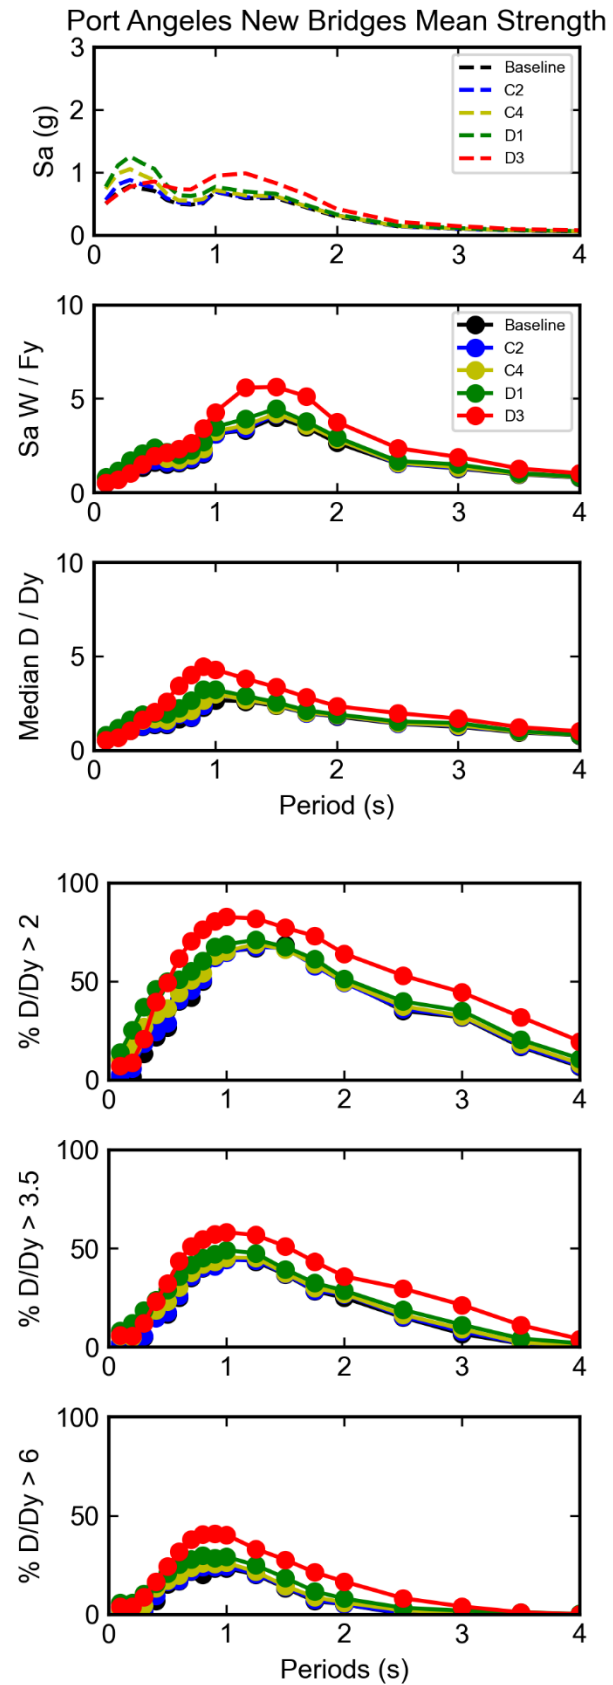 Port Angeles New Bridges Mean Strength
3
2
1
0
Sa (g)
Baseline
C2
C4
D1
D3
0 1 2 3 4
10
5
0
Sa W / Fy
Baseline
C2
C4
D1
D3
0 1 2 3 4
10
5
0
Median D / Dy
0 1 2 3 4
Period (s)
100
50
0
% D/Dy > 2
0 1 2 3 4
100
50
0
% D/Dy > 3.5
0 1 2 3 4
100
50
0
% D/Dy > 6
0 1 2 3 4
Periods (s)